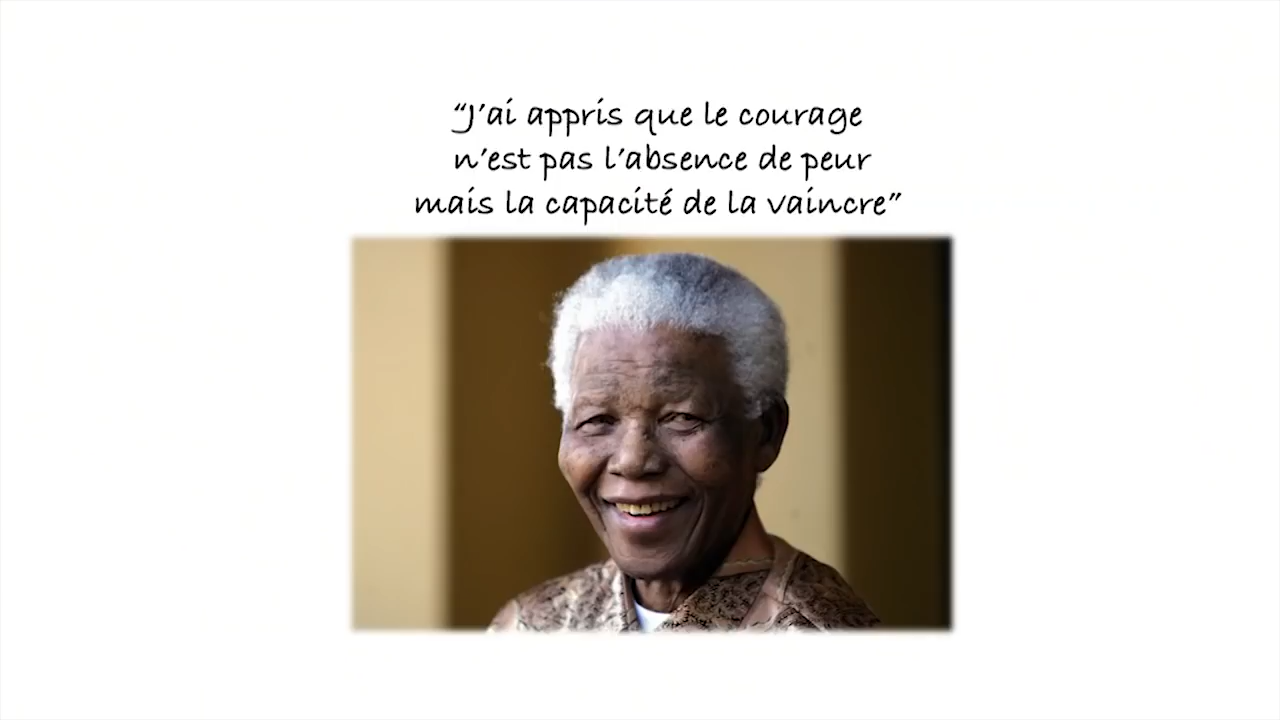 “J’ai appris que le courage
n’est pas l’absence de peur
mais la capacité de la vaincre”